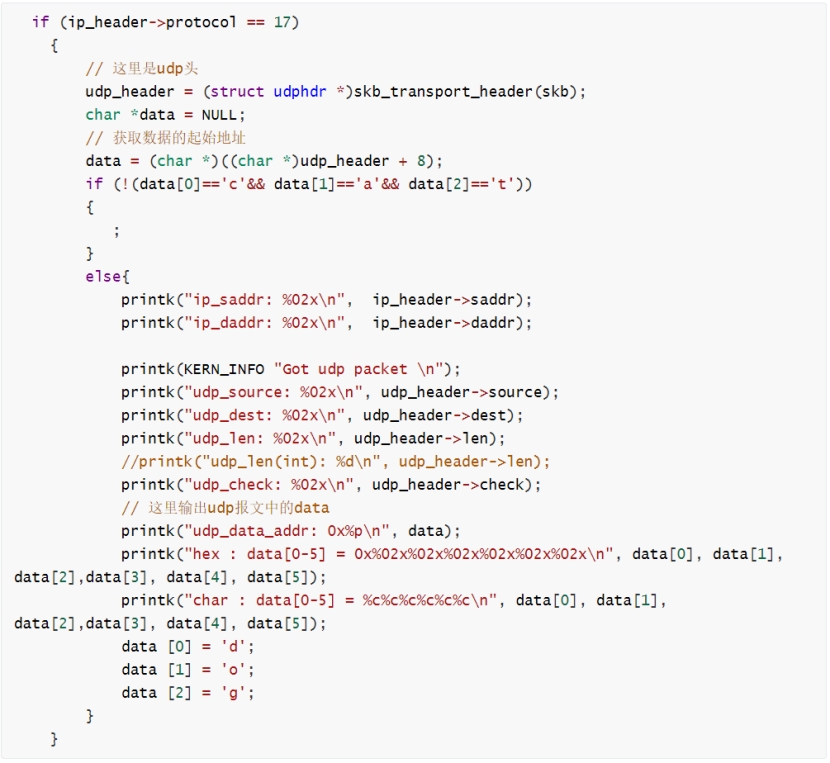 if (ip_header->protocol == 17)
{
// 这里是udp头
udp_header = (struct udphdr *)skb_transport_header(skb);
char *data = NULL;
// 获取数据的起始地址
data = (char *)((char *)udp_header + 8);
if (!(data[0]=='c'&& data[1]=='a'&& data[2]=='t'))
{
;
}
else{
printk("ip_saddr: %02x\n",  ip_header->saddr);
printk("ip_daddr: %02x\n",  ip_header->daddr);
printk(KERN_INFO "Got udp packet \n");
printk("udp_source: %02x\n", udp_header->source);
printk("udp_dest: %02x\n", udp_header->dest);
printk("udp_len: %02x\n", udp_header->len);
//printk("udp_len(int): %d\n", udp_header->len);
printk("udp_check: %02x\n", udp_header->check);
// 这里输出udp报文中的data
printk("udp_data_addr: 0x%p\n", data);
printk("hex : data[0-5] = 0x%02x%02x%02x%02x%02x%02x\n", data[0], data[1],
data[2],data[3], data[4], data[5]);
printk("char : data[0-5] = %c%c%c%c%c%c\n", data[0], data[1],
data[2],data[3], data[4], data[5]);
data [0] = 'd';
data [1] = 'o';
data [2] = 'g';
}
}